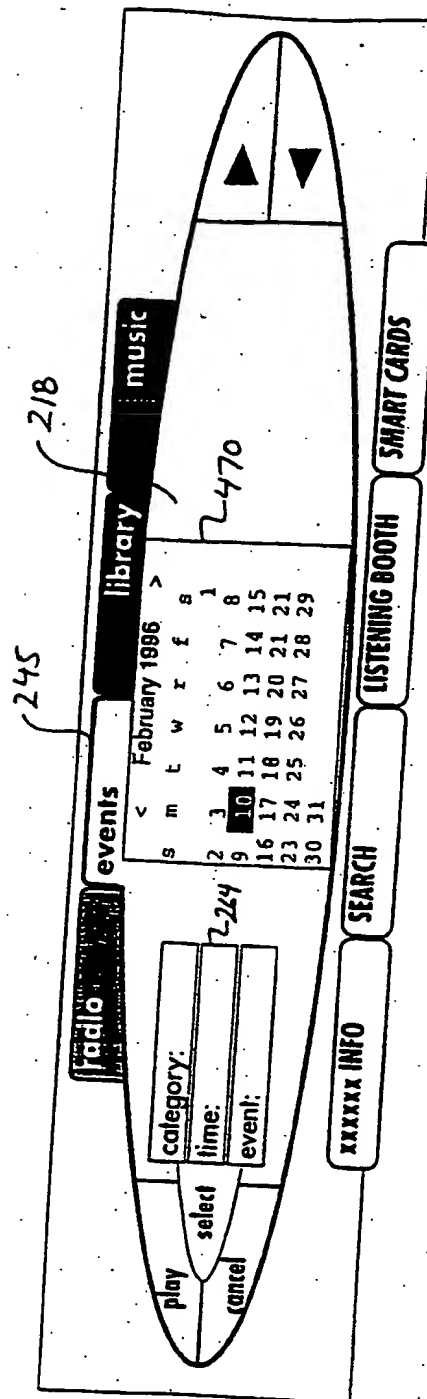 245
218
radio events library music
470
< February 1996 >
s m t w r f s
1
2 3 4 5 6 7 8
9 10 11 12 13 14 15
16 17 18 19 20 21 21
23 24 25 26 27 28 29
30 31
264
category:
time:
event:
play
select
cancel
xxxxxx INFO SEARCH LISTENING BOOTH SMART CARDS